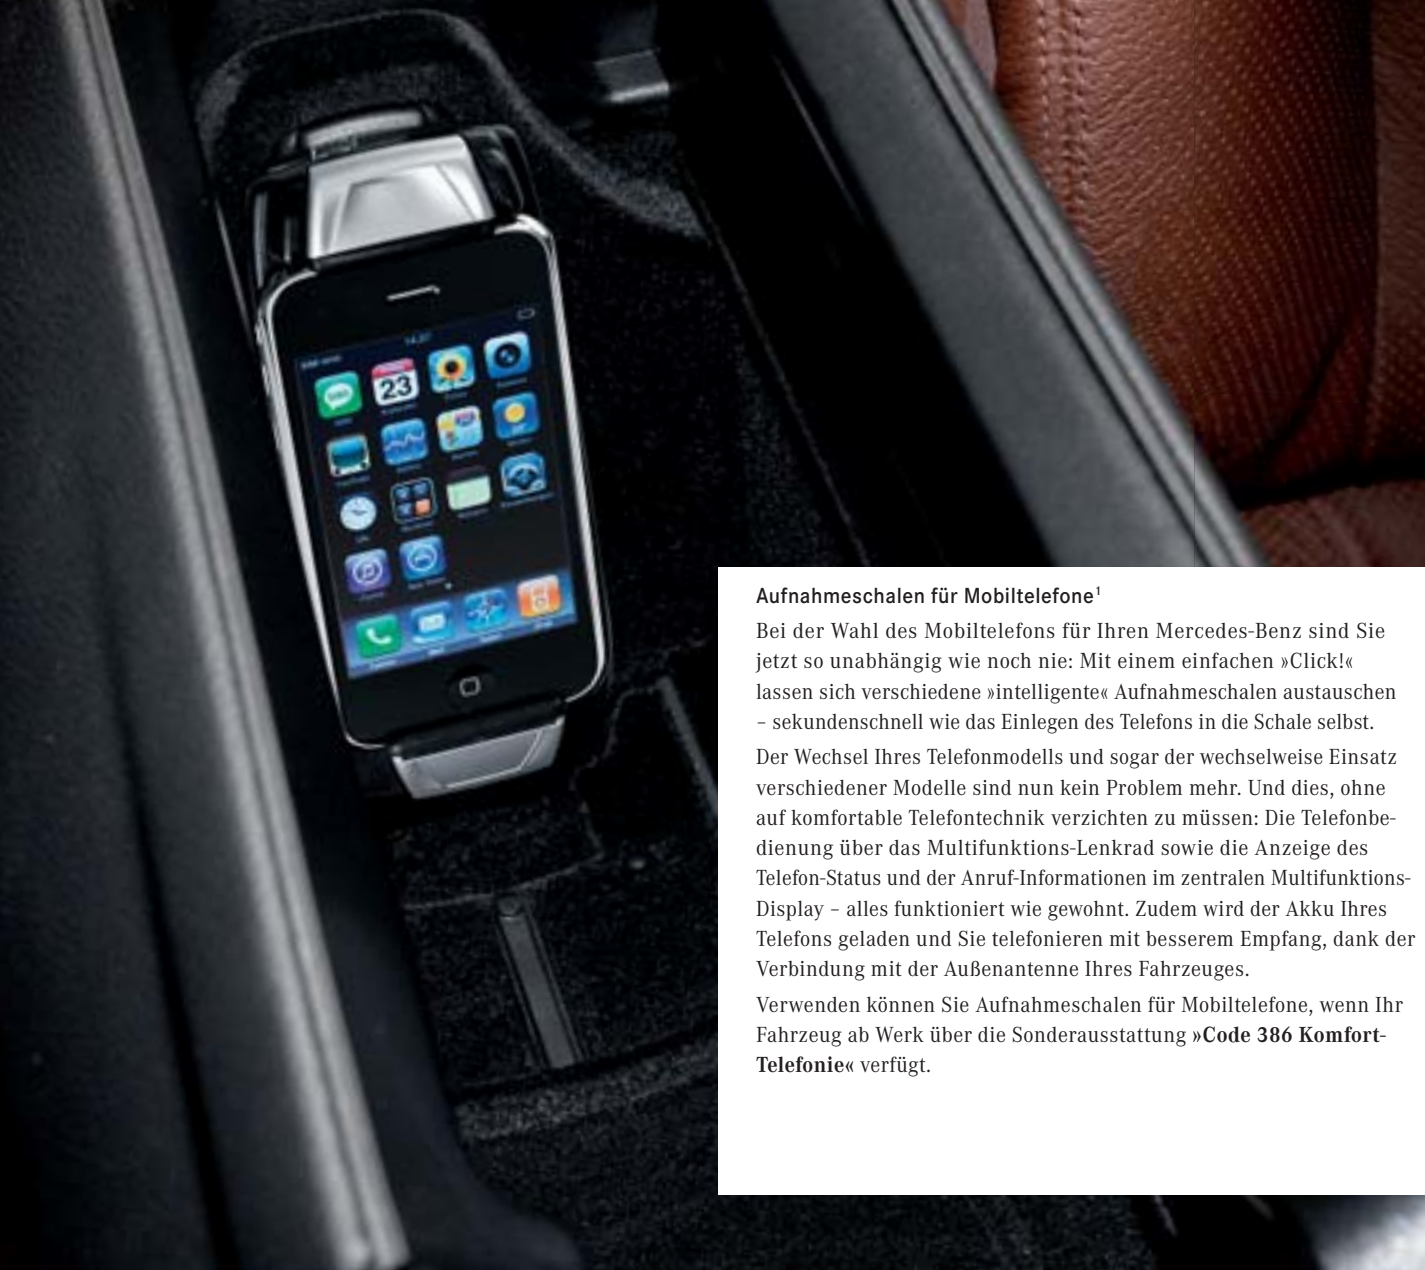 23
Aufnahmeschalen für Mobiltelefone¹
Bei der Wahl des Mobiltelefons für Ihren Mercedes-Benz sind Sie
jetzt so unabhängig wie noch nie: Mit einem einfachen »Click!«
lassen sich verschiedene »intelligente« Aufnahmeschalen austauschen
– sekundenschnell wie das Einlegen des Telefons in die Schale selbst.
Der Wechsel Ihres Telefonmodells und sogar der wechselweise Einsatz
verschiedener Modelle sind nun kein Problem mehr. Und dies, ohne
auf komfortable Telefontechnik verzichten zu müssen: Die Telefonbe-
dienung über das Multifunktions-Lenkrad sowie die Anzeige des
Telefon-Status und der Anruf-Informationen im zentralen Multifunktions-
Display – alles funktioniert wie gewohnt. Zudem wird der Akku Ihres
Telefons geladen und Sie telefonieren mit besserem Empfang, dank der
Verbindung mit der Außenantenne Ihres Fahrzeuges.
Verwenden können Sie Aufnahmeschalen für Mobiltelefone, wenn Ihr
Fahrzeug ab Werk über die Sonderausstattung »Code 386 Komfort-
Telefonie« verfügt.